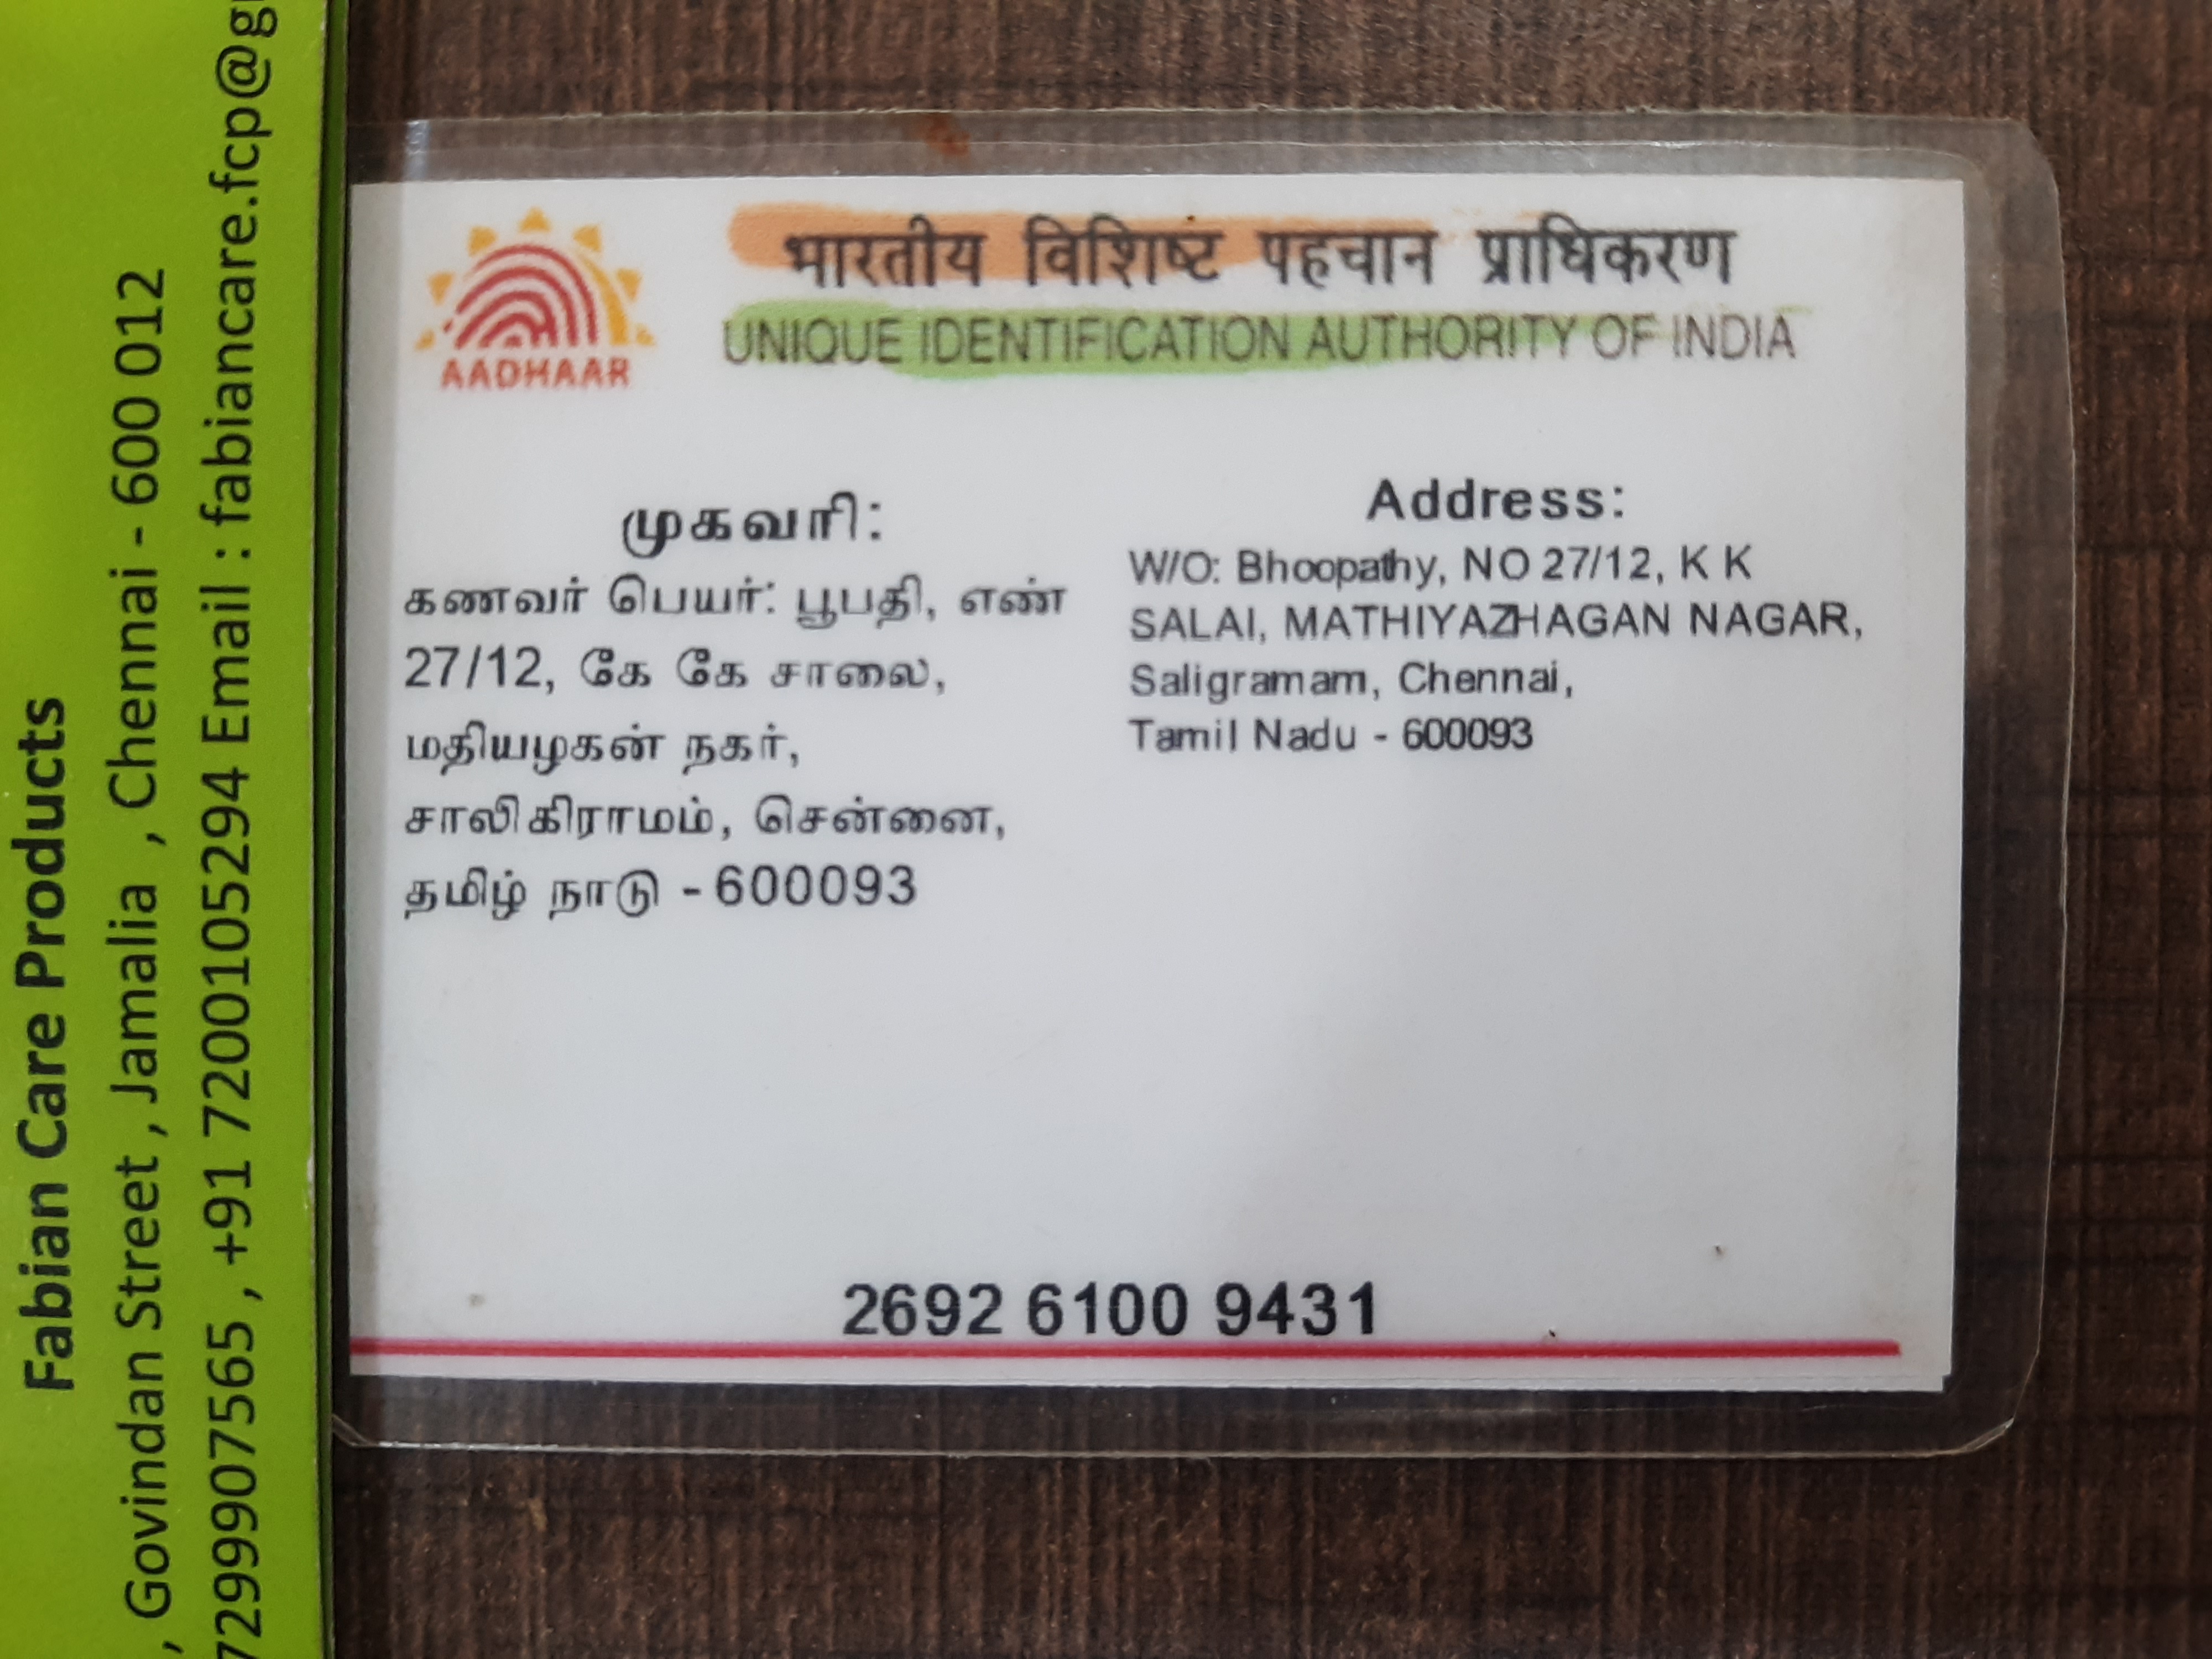 Fabian Care Products
, Govindan Street , Jamalia , Chennai - 600 012
7299907565 , +91 7200105294 Email : fabiancare.fcp@g
AADHAAR
भारतीय विशिष्ट पहचान प्राधिकरण
UNIQUE IDENTIFICATION AUTHORITY OF INDIA
முகவரி:
கணவர் பெயர்: பூபதி, எண்
27/12, கே கே சாலை,
மதியழகன் நகர்,
சாலிகிராமம், சென்னை,
தமிழ் நாடு - 600093
Address:
W/O: Bhoopathy, NO 27/12, K K
SALAI, MATHIYAZHAGAN NAGAR,
Saligramam, Chennai,
Tamil Nadu - 600093
2692 6100 9431